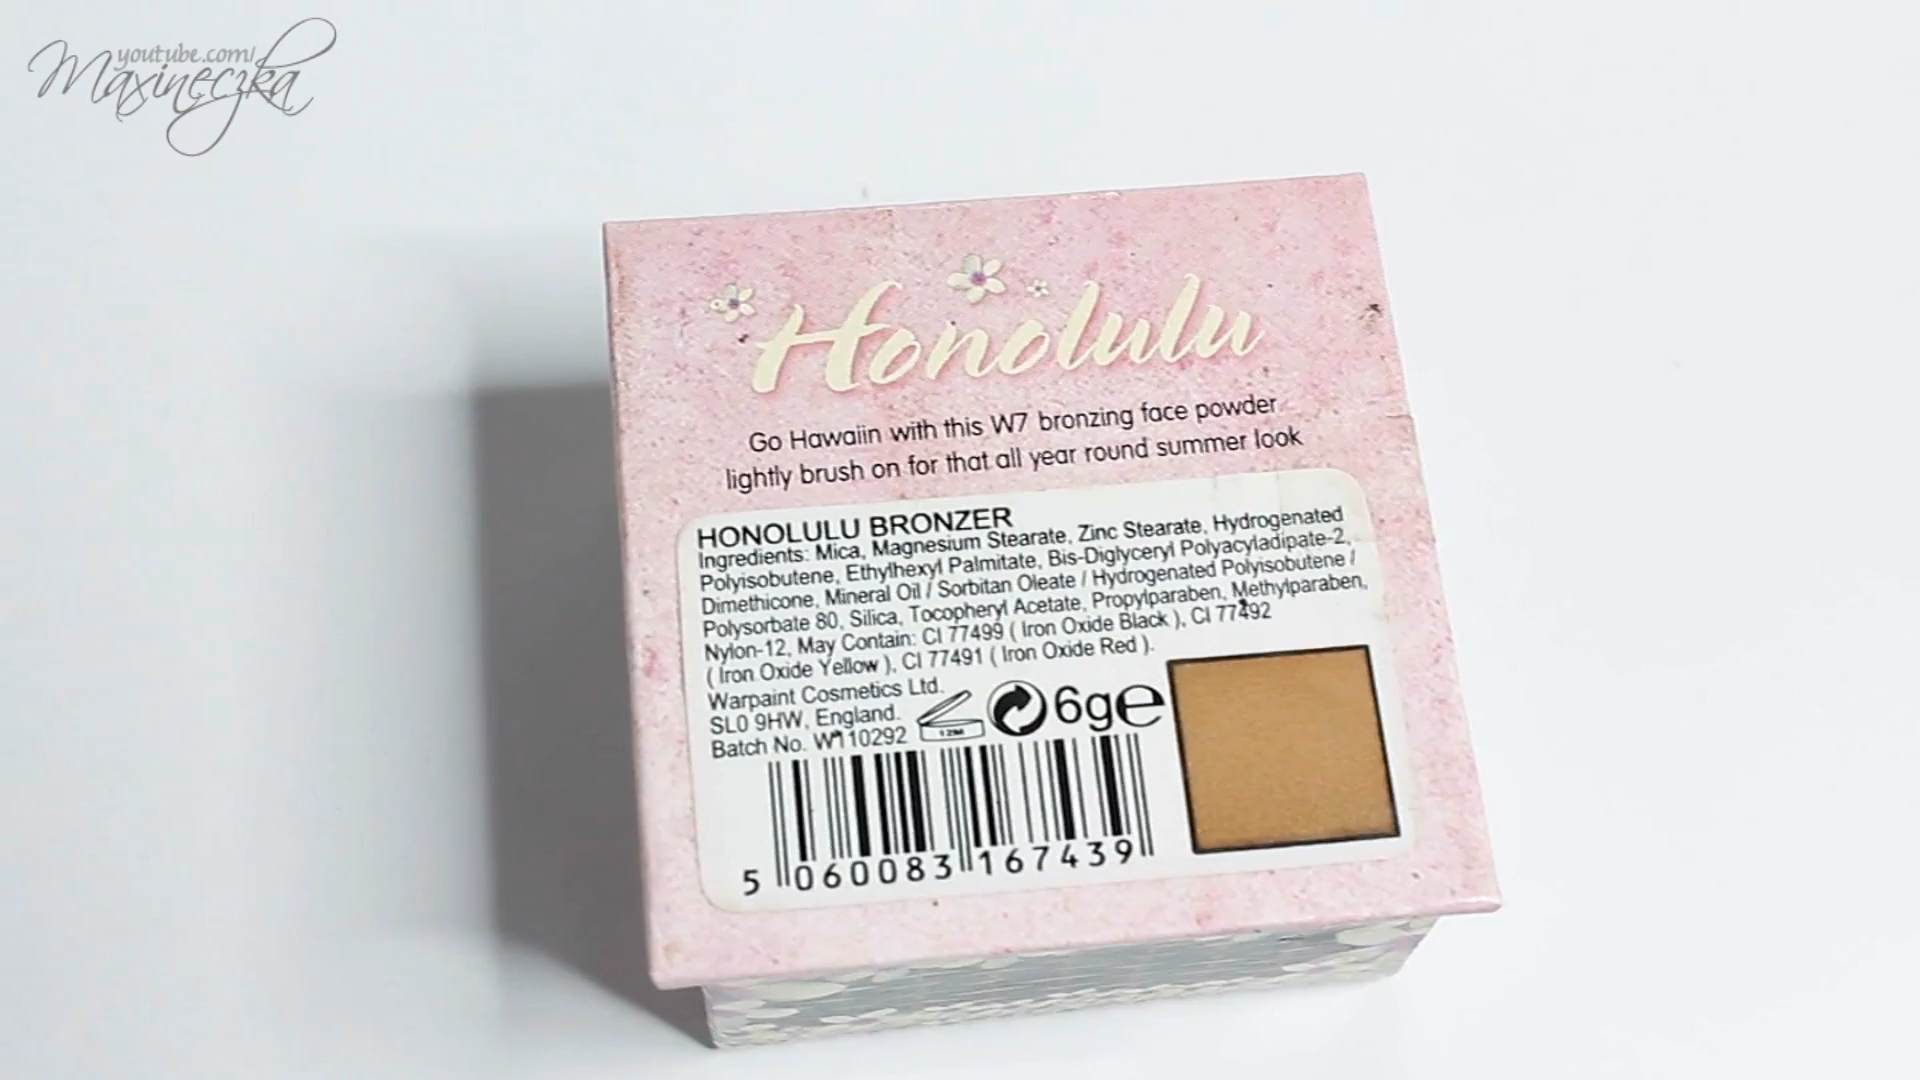 youtube.com/
Maxineczka
Honolulu
Go Hawaiin with this W7 bronzing face powder
lightly brush on for that all year round summer look
HONOLULU BRONZER
Ingredients: Mica, Magnesium Stearate, Zinc Stearate, Hydrogenated
Polyisobutene, Ethylhexyl Palmitate, Bis-Diglyceryl Polyacyladipate-2,
Dimethicone, Mineral Oil / Sorbitan Oleate / Hydrogenated Polyisobutene /
Polysorbate 80, Silica, Tocopheryl Acetate, Propylparaben, Methylparaben,
Nylon-12, May Contain: CI 77499 ( Iron Oxide Black ), CI 77492
( Iron Oxide Yellow ), CI 77491 ( Iron Oxide Red ).
Warpaint Cosmetics Ltd.
SL0 9HW, England.
Batch No. W110292
12M
6g e
5 060083 167439